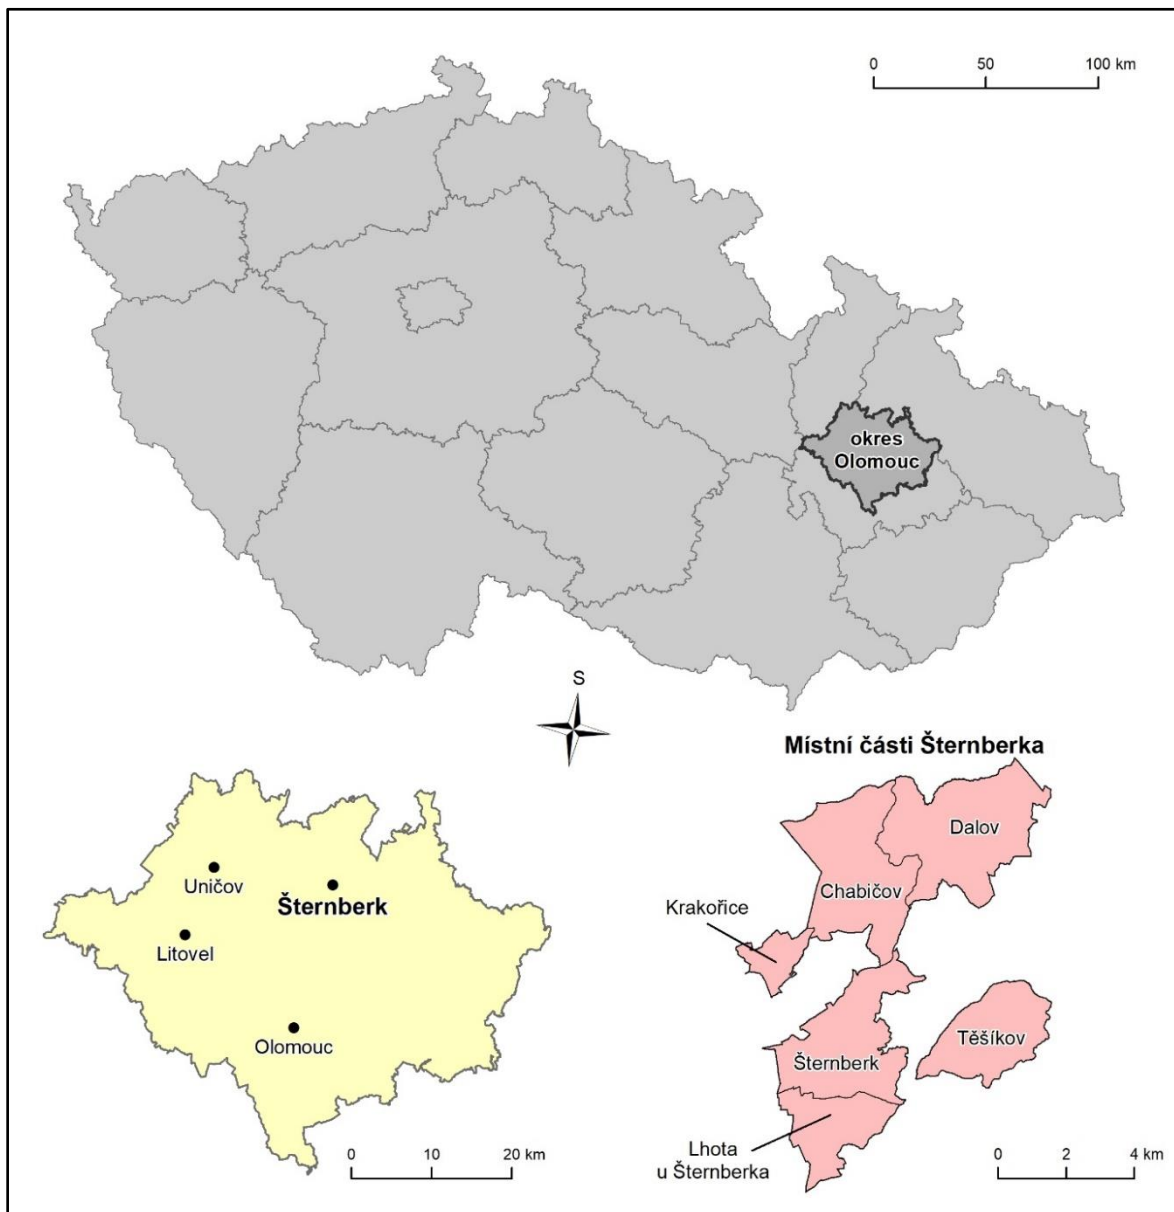 0 50 100 km
okres
Olomouc
S
Místní části Šternberka
Dalov
Uničov
Šternberk
Chabičov
Krakořice
Litovel
Olomouc
Těšíkov
Šternberk
Lhota
u Šternberka
0 10 20 km
0 2 4 km